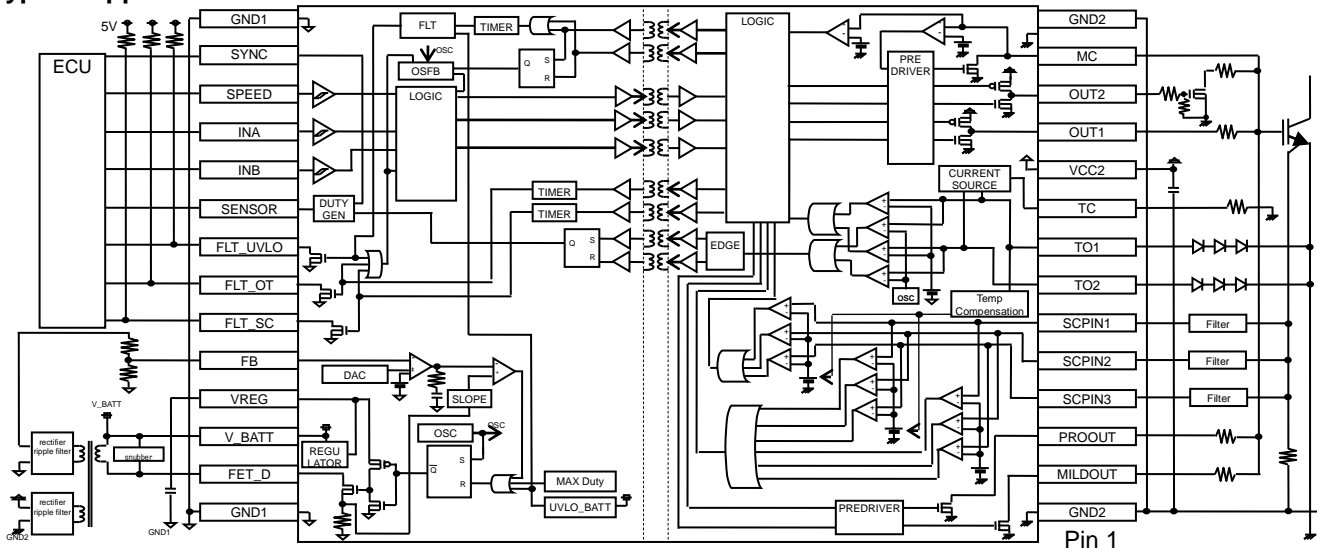 5V
ECU
GND1
SYNC
SPEED
INA
INB
SENSOR
FLT_UVLO
FLT_OT
FLT_SC
FB
VREG
V_BATT
FET_D
GND1
V_BATT
rectifier
ripple filter
snubber
rectifier
ripple filter
GND2
GND1
FLT
TIMER
OSC
OSFB
LOGIC
Q
S
R
DUTY
GEN
TIMER
TIMER
Q
S
R
EDGE
DAC
SLOPE
OSC
OSC
REGU
LATOR
Q
S
R
MAX Duty
UVLO_BATT
LOGIC
PRE
DRIVER
CURRENT
SOURCE
OSC
Temp
Compensation
PREDRIVER
GND2
MC
OUT2
OUT1
VCC2
TC
TO1
TO2
SCPIN1
SCPIN2
SCPIN3
PROOUT
MILDOUT
GND2
Filter
Filter
Filter
Pin 1